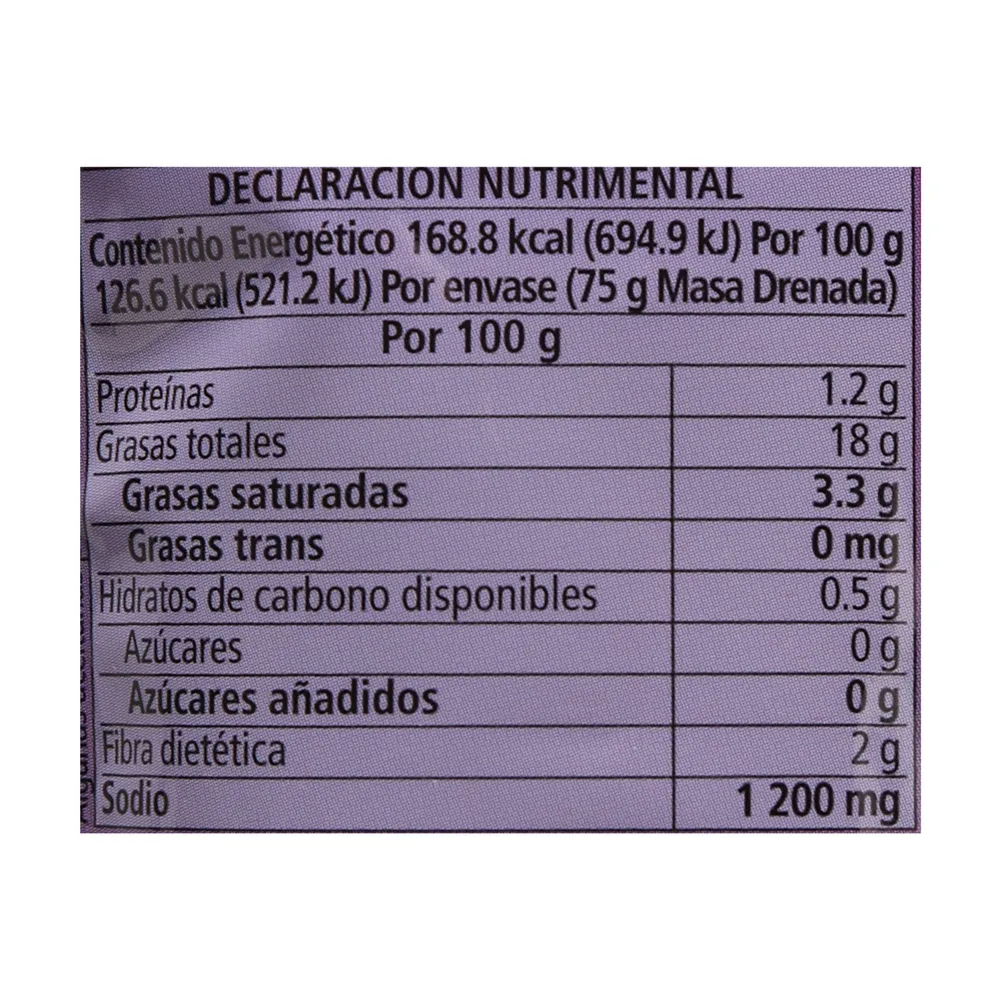 DECLARACIÓN NUTRIMENTAL
Contenido Energético 168.8 kcal (694.9 kJ) Por 100 g
126.6 kcal (521.2 kJ) Por envase (75 g Masa Drenada)
Por 100 g
Proteínas 1.2 g
Grasas totales 18 g
Grasas saturadas 3.3 g
Grasas trans 0 mg
Hidratos de carbono disponibles 0.5 g
Azúcares 0 g
Azúcares añadidos 0 g
Fibra dietética 2 g
Sodio 1 200 mg